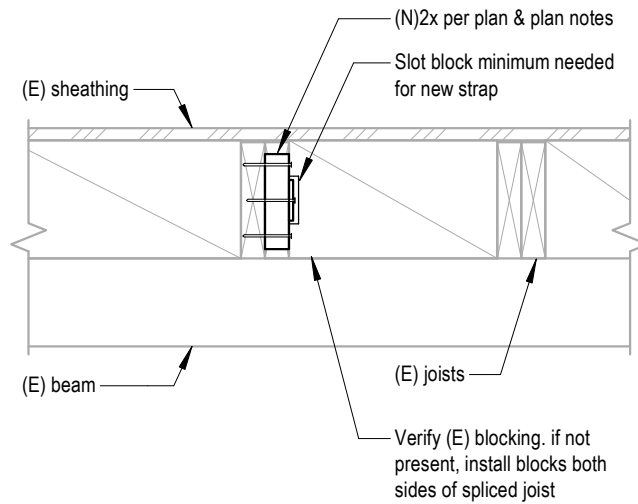 (N)2x per plan & plan notes
Slot block minimum needed
for new strap
(E) sheathing
(E) beam
(E) joists
Verify (E) blocking. if not
present, install blocks both
sides of spliced joist